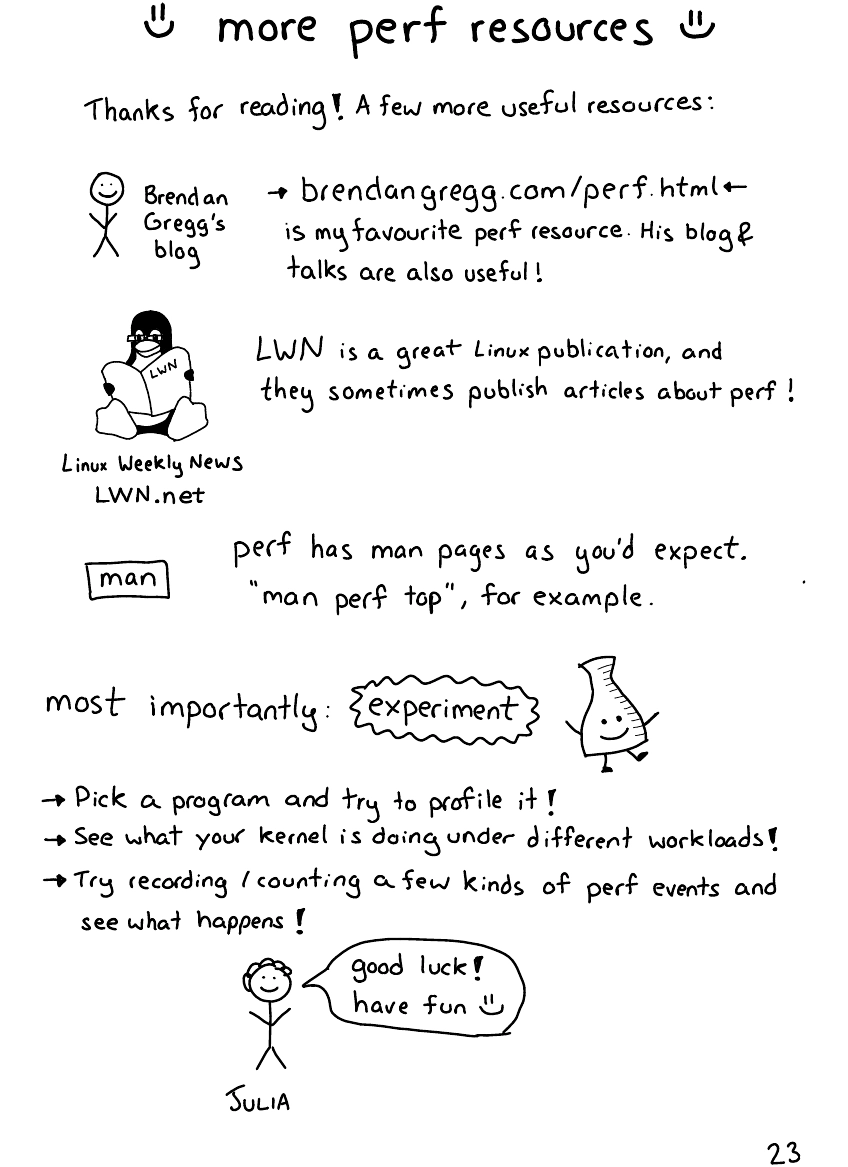 more perf resources
Thanks for reading! A few more useful resources:
Brendan
Gregg's
blog
→ brendangregg.com/perf.html ←
is my favourite perf resource. His blog &
talks are also useful!
LWN
Linux Weekly News
LWN.net
LWN is a great Linux publication, and
they sometimes publish articles about perf!
man
perf has man pages as you'd expect.
"man perf top", for example.
most importantly: experiment
→ Pick a program and try to profile it!
→ See what your kernel is doing under different workloads!
→ Try recording / counting a few kinds of perf events and
see what happens!
good luck!
have fun
JULIA
23